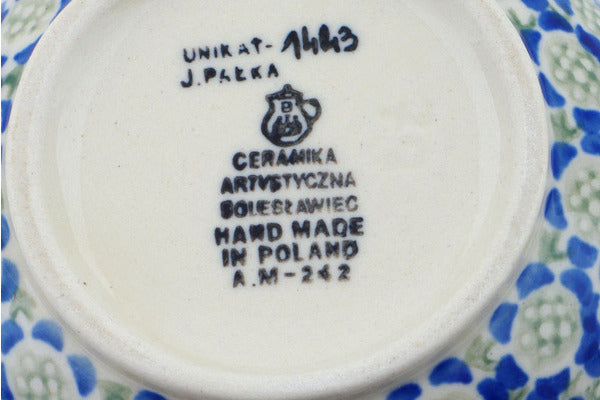 UNIKAT- 1443
J. PAŁKA
B
CERAMIKA
ARTYSTYCZNA
BOLESŁAWIEC
HAND MADE
IN POLAND
A.M-242